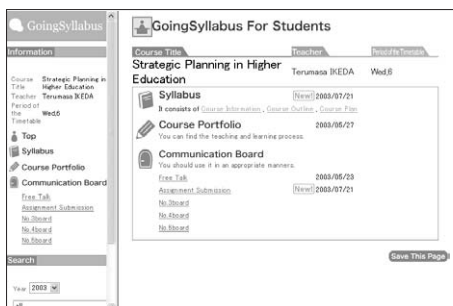 GoingSyllabus
Information
Course Title Strategic Planning in Higher Education
Teacher Terumasa IKEDA
Period of the Timetable Wed,6
Top
Syllabus
Course Portfolio
Communication Board
Free Talk
Assignment Submission
No.3board
No.4board
No.5board
Search
Year 2003
GoingSyllabus For Students
Course Title Teacher Period of the Timetable
Strategic Planning in Higher Education Terumasa IKEDA Wed,6
Syllabus New! 2003/07/21
It consists of Course Information , Course Outline , Course Plan
Course Portfolio 2003/05/27
You can find the teaching and learning process.
Communication Board
You should use it in an appropriate manners.
Free Talk 2003/05/23
Assignment Submission New! 2003/07/21
No.3board
No.4board
No.5board
Save This Page